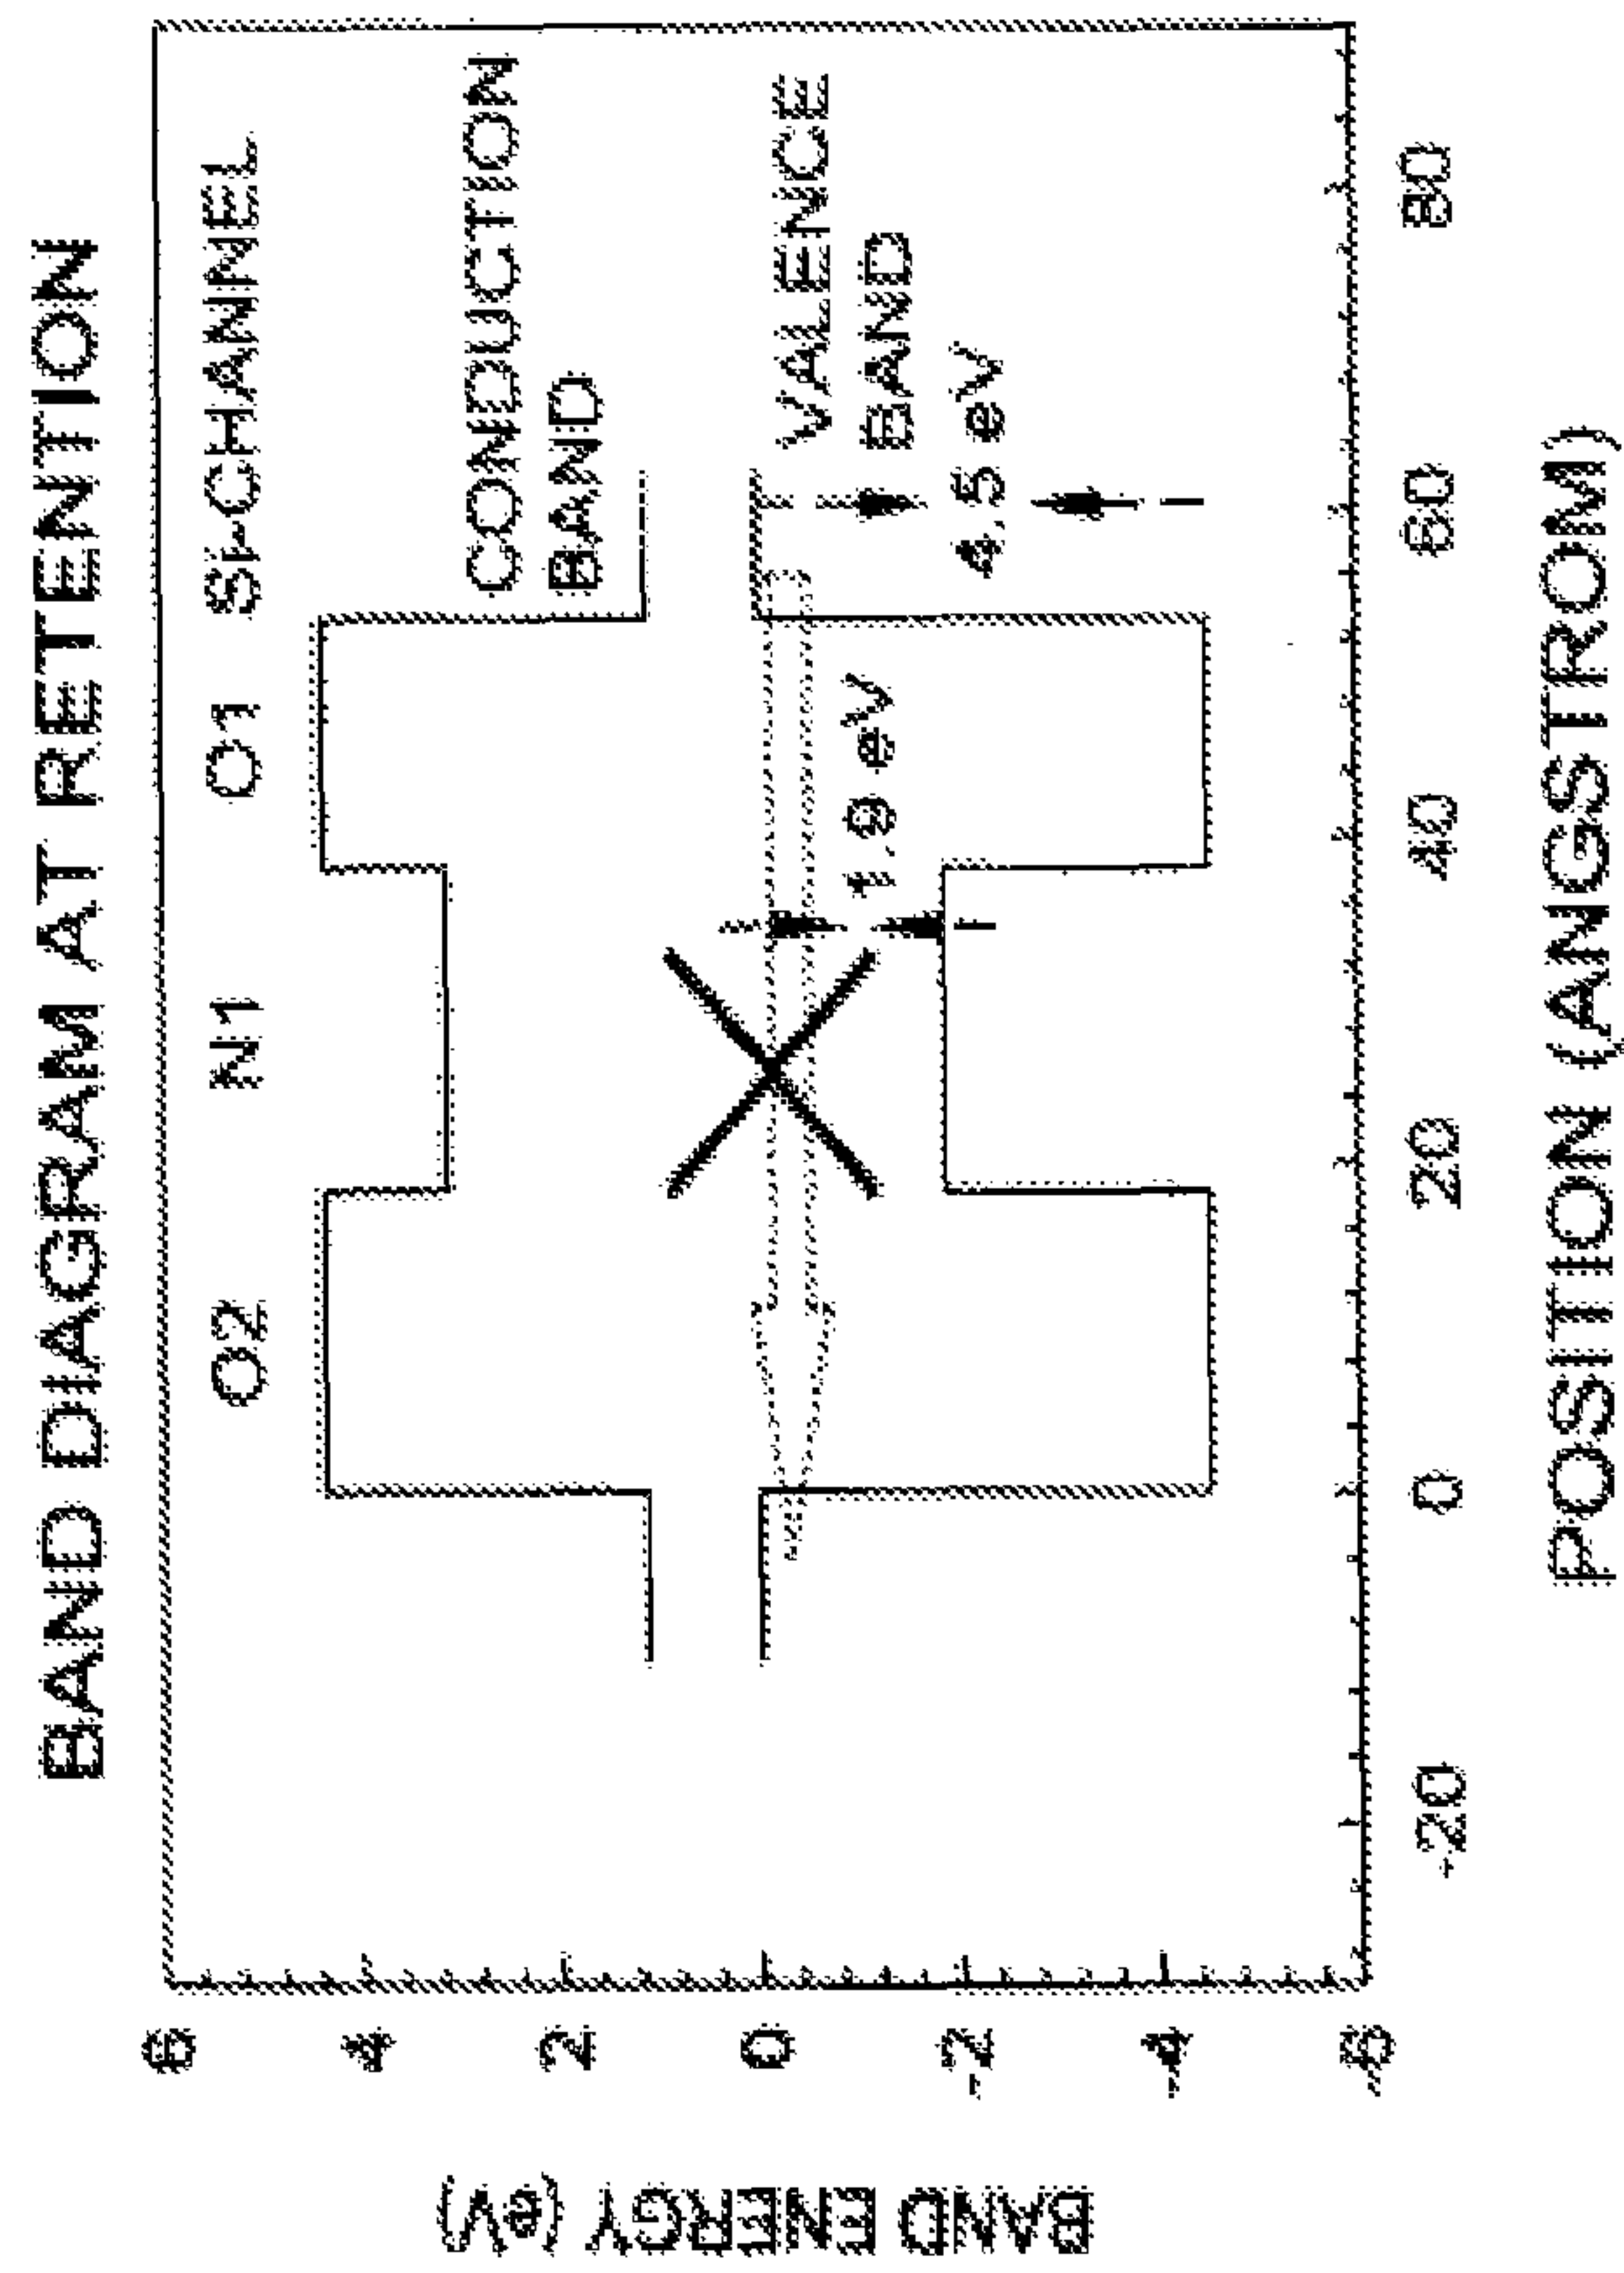 BAND DIAGRAM AT RETENTION
O2 N1 O1 SI-CHANNEL
CONDUCTION
BAND
VALENCE
BAND
1.9 eV
4.5 eV
6
4
2
0
-2
-4
-6
-20 0 20 40 60 80
BAND ENERGY (eV)
POSITION (ANGSTROM)